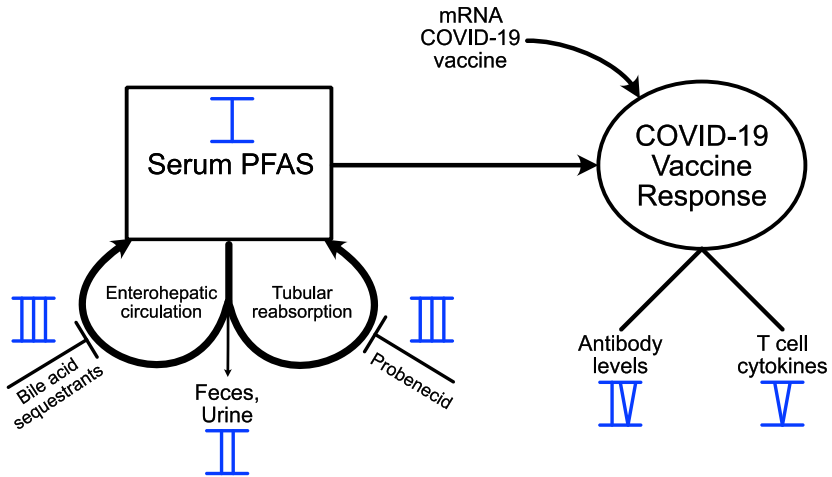 mRNA
COVID-19
vaccine
I
Serum PFAS
COVID-19
Vaccine
Response
Enterohepatic
circulation
Tubular
reabsorption
III
III
Bile acid
sequestrants
Probenecid
Feces,
Urine
II
Antibody
levels
IV
T cell
cytokines
V